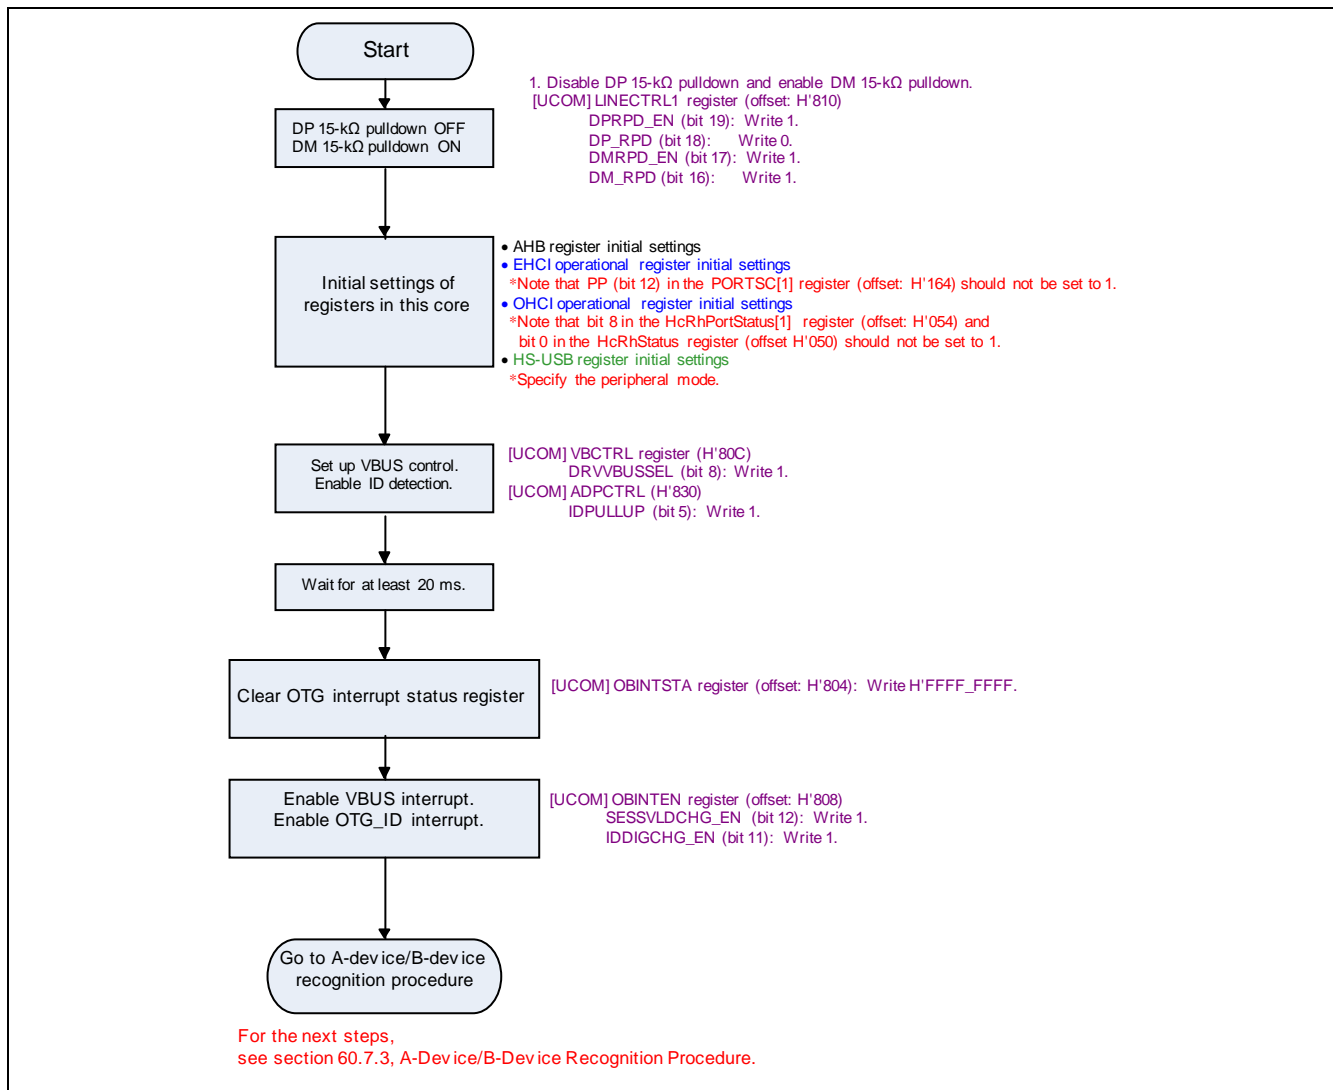 Start
1. Disable DP 15-kΩ pulldown and enable DM 15-kΩ pulldown.
[UCOM] LINECTRL1 register (offset: H'810)
DPRPD_EN (bit 19): Write 1.
DP_RPD (bit 18): Write 0.
DMRPD_EN (bit 17): Write 1.
DM_RPD (bit 16): Write 1.
DP 15-kΩ pulldown OFF
DM 15-kΩ pulldown ON
Initial settings of
registers in this core
• AHB register initial settings
• EHCI operational register initial settings
*Note that PP (bit 12) in the PORTSC[1] register (offset: H'164) should not be set to 1.
• OHCI operational register initial settings
*Note that bit 8 in the HcRhPortStatus[1] register (offset: H'054) and
bit 0 in the HcRhStatus register (offset H'050) should not be set to 1.
• HS-USB register initial settings
*Specify the peripheral mode.
Set up VBUS control.
Enable ID detection.
[UCOM] VBCTRL register (H'80C)
DRVVBUSSEL (bit 8): Write 1.
[UCOM] ADPCTRL (H'830)
IDPULLUP (bit 5): Write 1.
Wait for at least 20 ms.
Clear OTG interrupt status register
[UCOM] OBINTSTA register (offset: H'804): Write H'FFFF_FFFF.
Enable VBUS interrupt.
Enable OTG_ID interrupt.
[UCOM] OBINTEN register (offset: H'808)
SESSVLDCHG_EN (bit 12): Write 1.
IDDIGCHG_EN (bit 11): Write 1.
Go to A-device/B-device
recognition procedure
For the next steps,
see section 60.7.3, A-Device/B-Device Recognition Procedure.